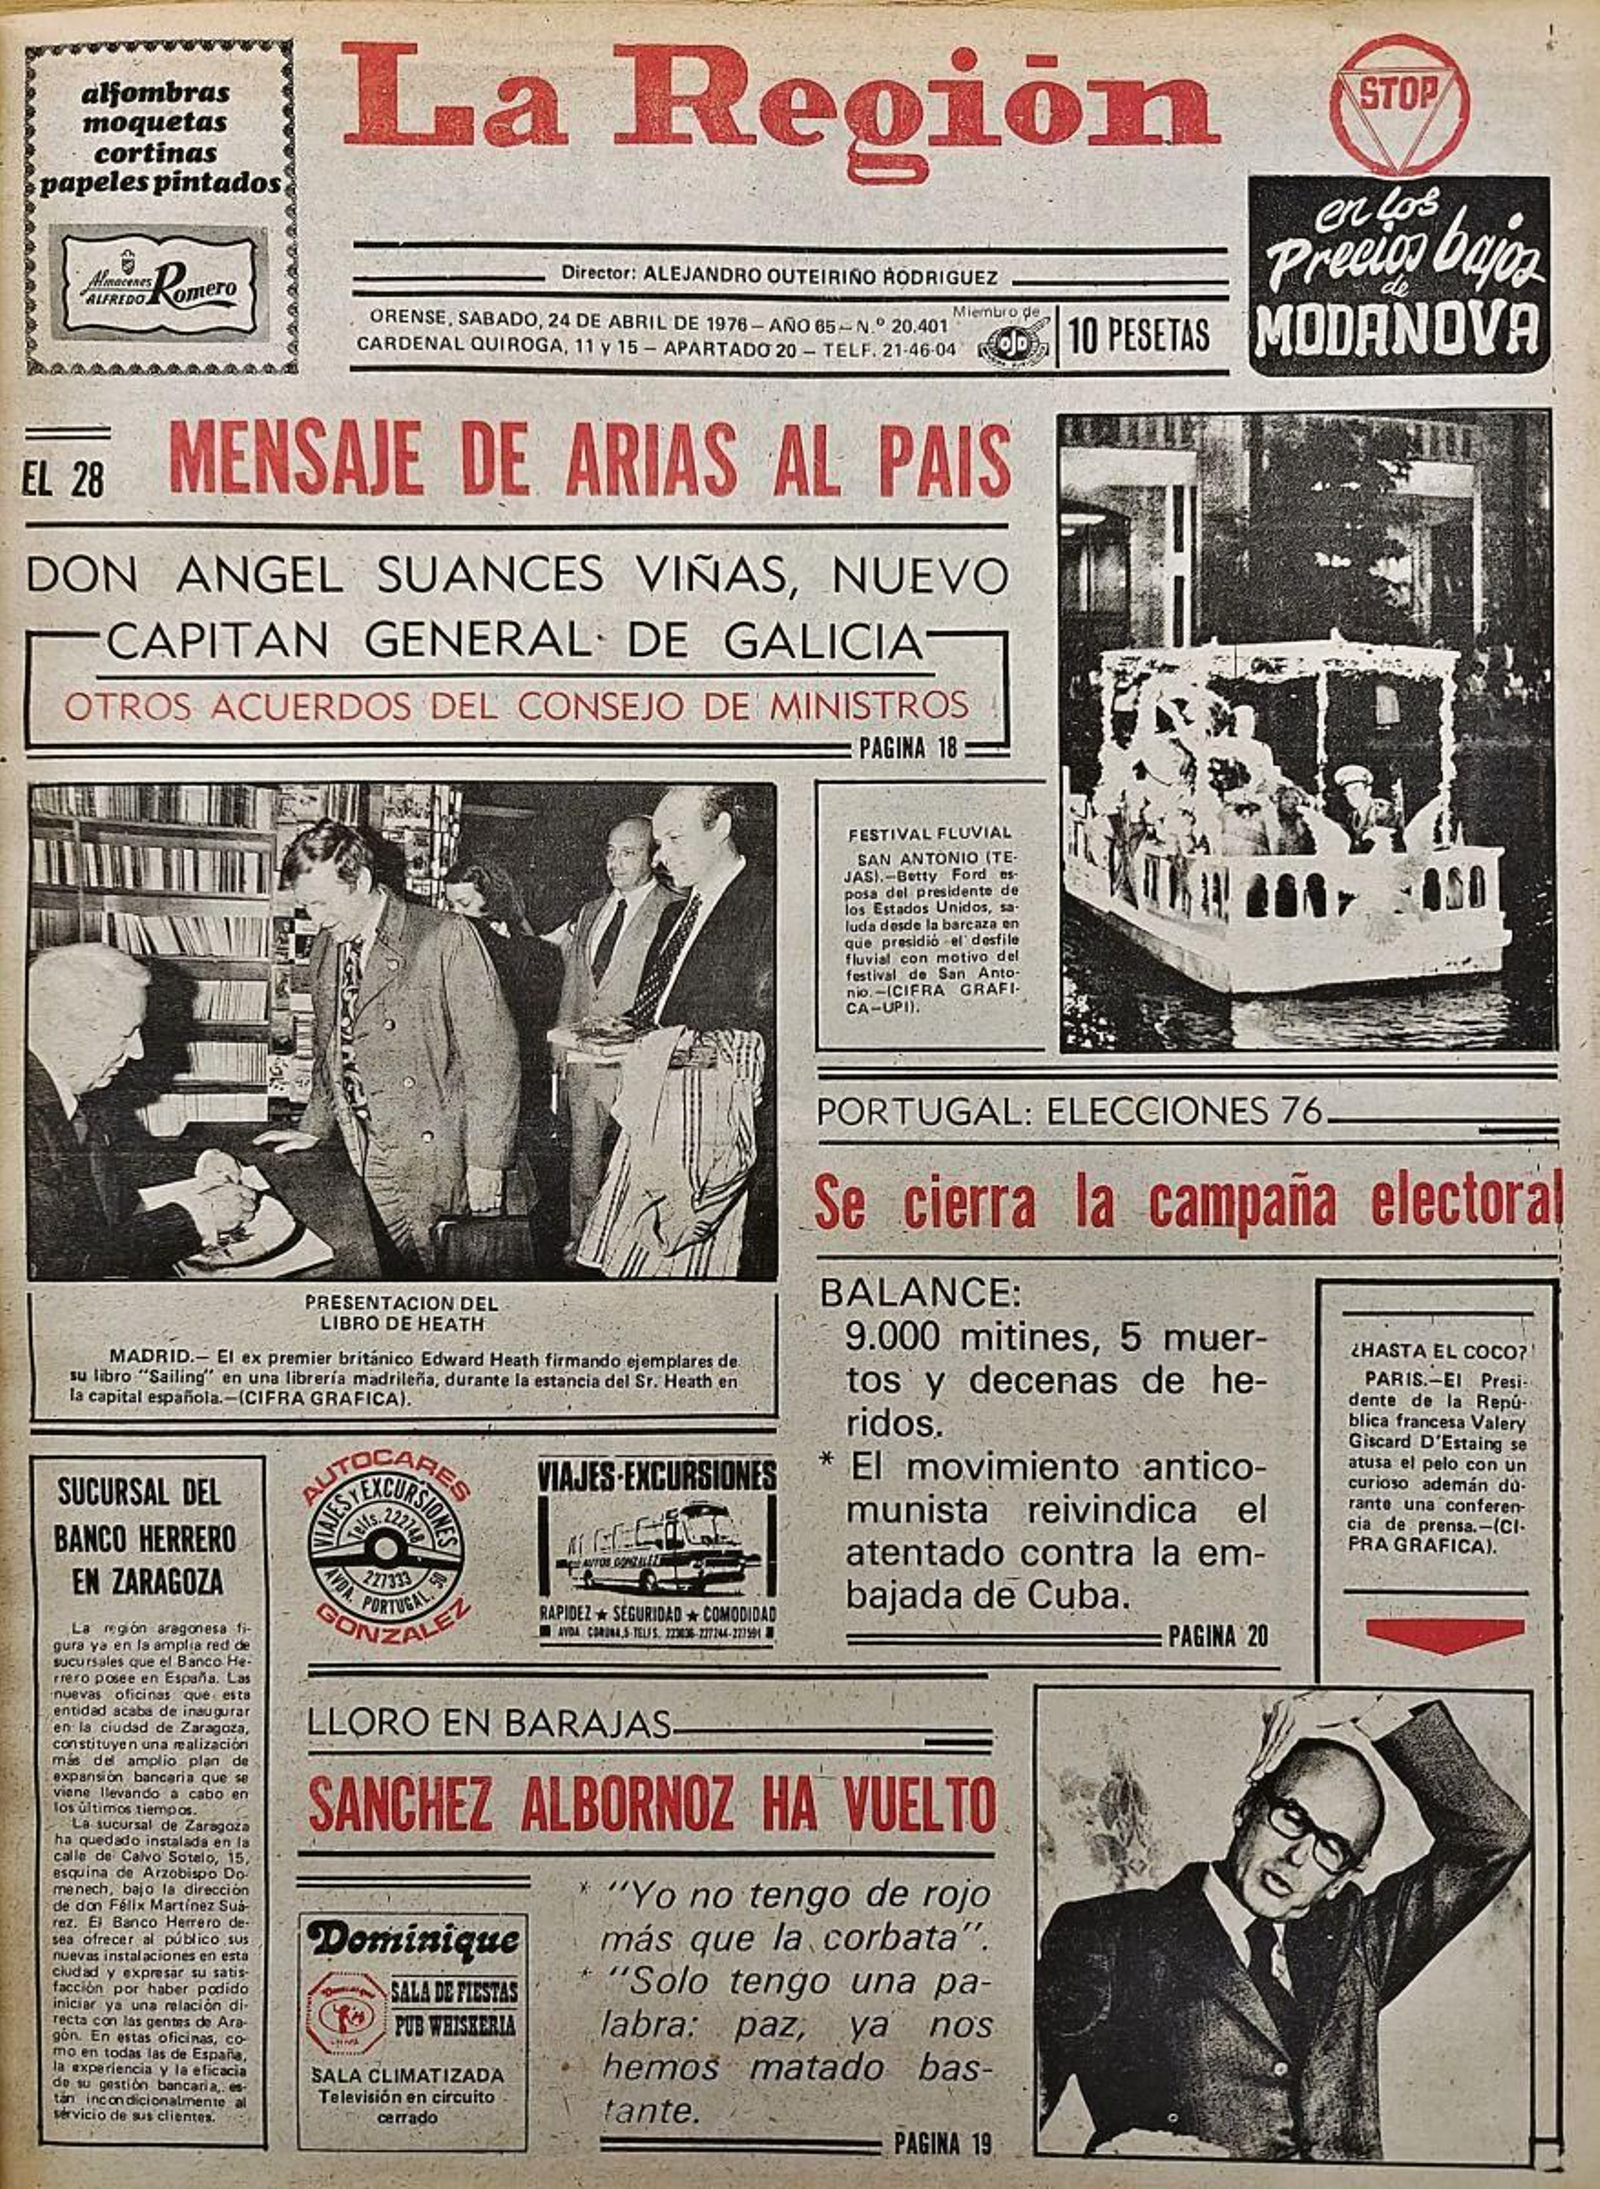 alfombras
moquetas
cortinas
papeles pintados
Almacenes
ALFREDO Romero
La Región
STOP
en los
Precios bajos
de
MODANOVA
Director: ALEJANDRO OUTEIRIÑO RODRIGUEZ
ORENSE, SABADO, 24 DE ABRIL DE 1976 — AÑO 65 — N.º 20.401
CARDENAL QUIROGA, 11 y 15 — APARTADO 20 — TELF. 21-46-04
Miembro de
OJD
10 PESETAS
EL 28
MENSAJE DE ARIAS AL PAIS
DON ANGEL SUANCES VIÑAS, NUEVO
CAPITAN GENERAL DE GALICIA
OTROS ACUERDOS DEL CONSEJO DE MINISTROS
PAGINA 18
FESTIVAL FLUVIAL
SAN ANTONIO (TE-
JAS).—Betty Ford es-
posa del presidente de
los Estados Unidos, sa-
luda desde la barcaza en
que presidió el desfile
fluvial con motivo del
festival de San Anto-
nio.—(CIFRA GRAFI-
CA—UPI).
PRESENTACION DEL
LIBRO DE HEATH
MADRID.— El ex premier británico Edward Heath firmando ejemplares de
su libro "Sailing" en una librería madrileña, durante la estancia del Sr. Heath en
la capital española.—(CIFRA GRAFICA).
PORTUGAL: ELECCIONES 76
Se cierra la campaña electoral
BALANCE:
9.000 mitines, 5 muer-
tos y decenas de he-
ridos.
* El movimiento antico-
munista reivindica el
atentado contra la em-
bajada de Cuba.
PAGINA 20
¿HASTA EL COCO?
PARIS.—El Presi-
dente de la Repú-
blica francesa Valery
Giscard D'Estaing se
atusa el pelo con un
curioso ademán du-
rante una conferen-
cia de prensa.—(CI-
FRA GRAFICA).
SUCURSAL DEL
BANCO HERRERO
EN ZARAGOZA
La región aragonesa fi-
gura ya en la amplia red de
sucursales que el Banco He-
rrero posee en España. Las
nuevas oficinas que esta
entidad acaba de inaugurar
en la ciudad de Zaragoza,
constituyen una realización
más del amplio plan de
expansión bancaria que se
viene llevando a cabo en
los últimos tiempos.
La sucursal de Zaragoza
ha quedado instalada en la
calle de Calvo Sotelo, 15,
esquina de Arzobispo Do-
menech, bajo la dirección
de don Félix Martínez Suá-
rez. El Banco Herrero de-
sea ofrecer al público sus
nuevas instalaciones en esta
ciudad y expresar su satis-
facción por haber podido
iniciar ya una relación di-
recta con las gentes de Ara-
gón. En estas oficinas, co-
mo en todas las de España,
la experiencia y la eficacia
de su gestión bancaria, es-
tán incondicionalmente al
servicio de sus clientes.
AUTOCARES
VIAJES Y EXCURSIONES
Telfs. 222748
227333
AVDA. PORTUGAL, 50
GONZALEZ
VIAJES-EXCURSIONES
AUTOS GONZALEZ
RAPIDEZ ★ SEGURIDAD ★ COMODIDAD
AVDA. CORUÑA, 5 TELFS. 223036-227244-227591
LLORO EN BARAJAS
SANCHEZ ALBORNOZ HA VUELTO
* "Yo no tengo de rojo
más que la corbata".
* "Solo tengo una pa-
labra: paz, ya nos
hemos matado bas-
tante.
PAGINA 19
Dominique
SALA DE FIESTAS
PUB WHISKERIA
SALA CLIMATIZADA
Televisión en circuito
cerrado